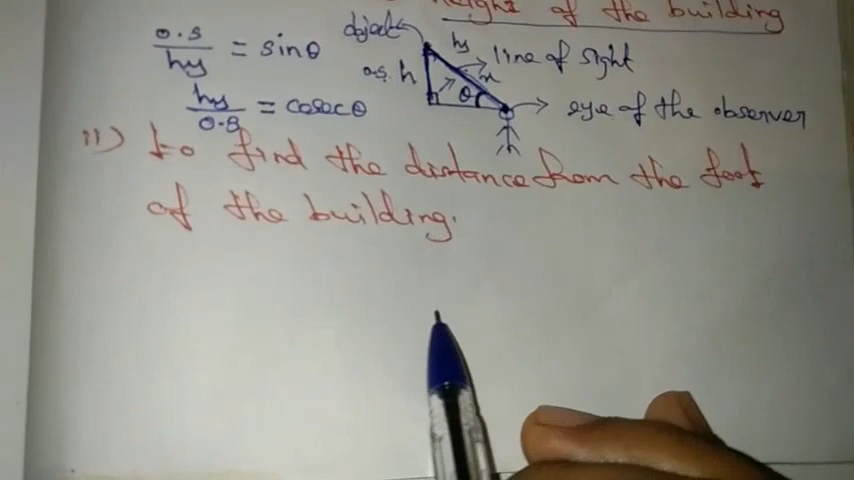 height of the building
o.s/hy = sinθ
hy/o.s = cosecθ
object
hy
line of sight
o.s. h
x
θ
eye of the observer
ii) to find the distance from the foot
of the building.